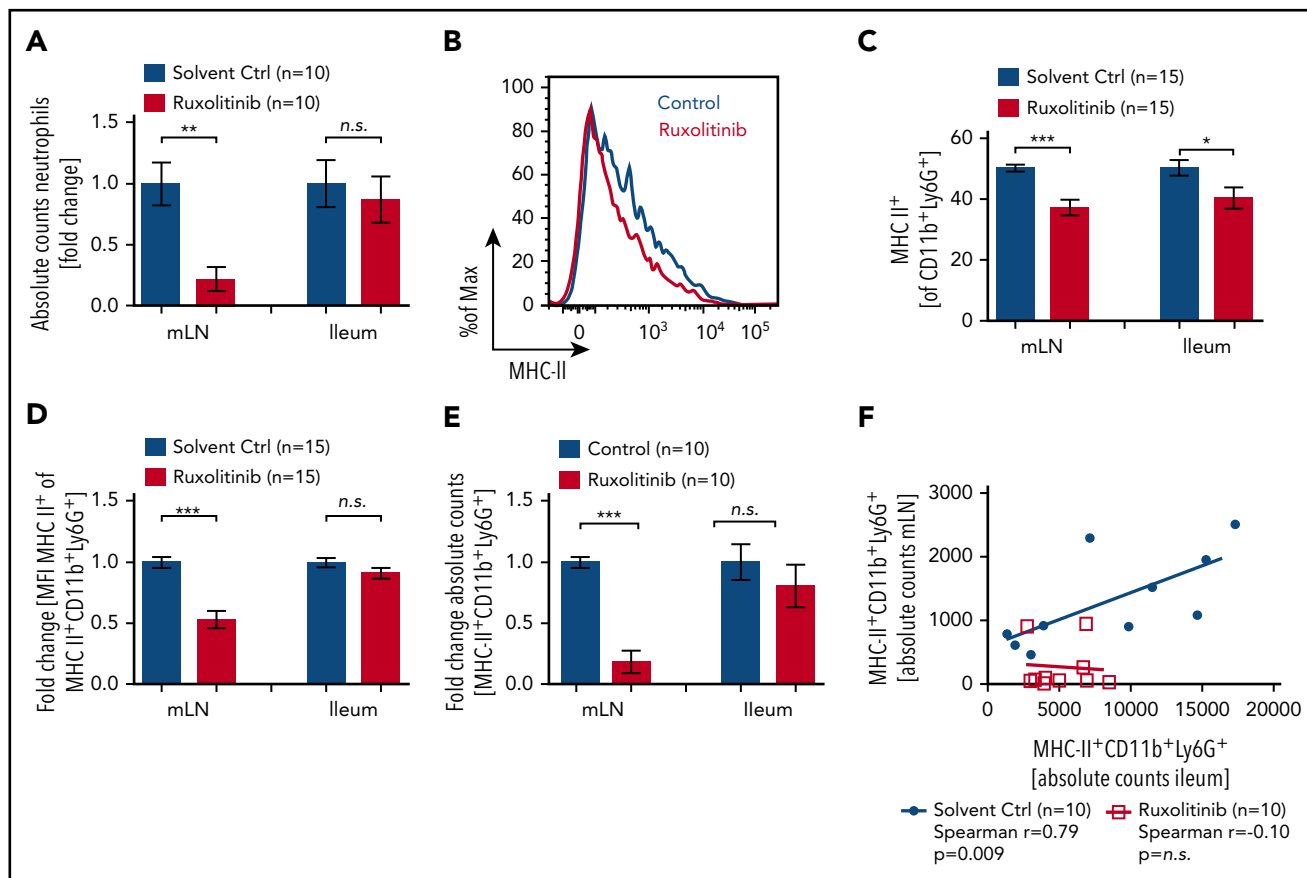 A
Solvent Ctrl (n=10)
Ruxolitinib (n=10)
Absolute counts neutrophils
[fold change]
1.5
1.0
0.5
0.0
**
n.s.
mLN
Ileum
B
100
80
60
40
20
0
Control
Ruxolitinib
%of Max
0
10³
10⁴
10⁵
MHC-II
C
Solvent Ctrl (n=15)
Ruxolitinib (n=15)
MHC II⁺
[of CD11b⁺Ly6G⁺]
60
40
20
0
***
*
mLN
Ileum
D
Solvent Ctrl (n=15)
Ruxolitinib (n=15)
Fold change [MFI MHC II⁺ of
MHC II⁺CD11b⁺Ly6G⁺]
1.5
1.0
0.5
0.0
***
n.s.
mLN
Ileum
E
Control (n=10)
Ruxolitinib (n=10)
Fold change absolute counts
[MHC-II⁺CD11b⁺Ly6G⁺]
1.5
1.0
0.5
0.0
***
n.s.
mLN
Ileum
F
MHC-II⁺CD11b⁺Ly6G⁺
[absolute counts mLN]
3000
2000
1000
0
0
5000
10000
15000
20000
MHC-II⁺CD11b⁺Ly6G⁺
[absolute counts ileum]
Solvent Ctrl (n=10)
Spearman r=0.79
p=0.009
Ruxolitinib (n=10)
Spearman r=-0.10
p=n.s.